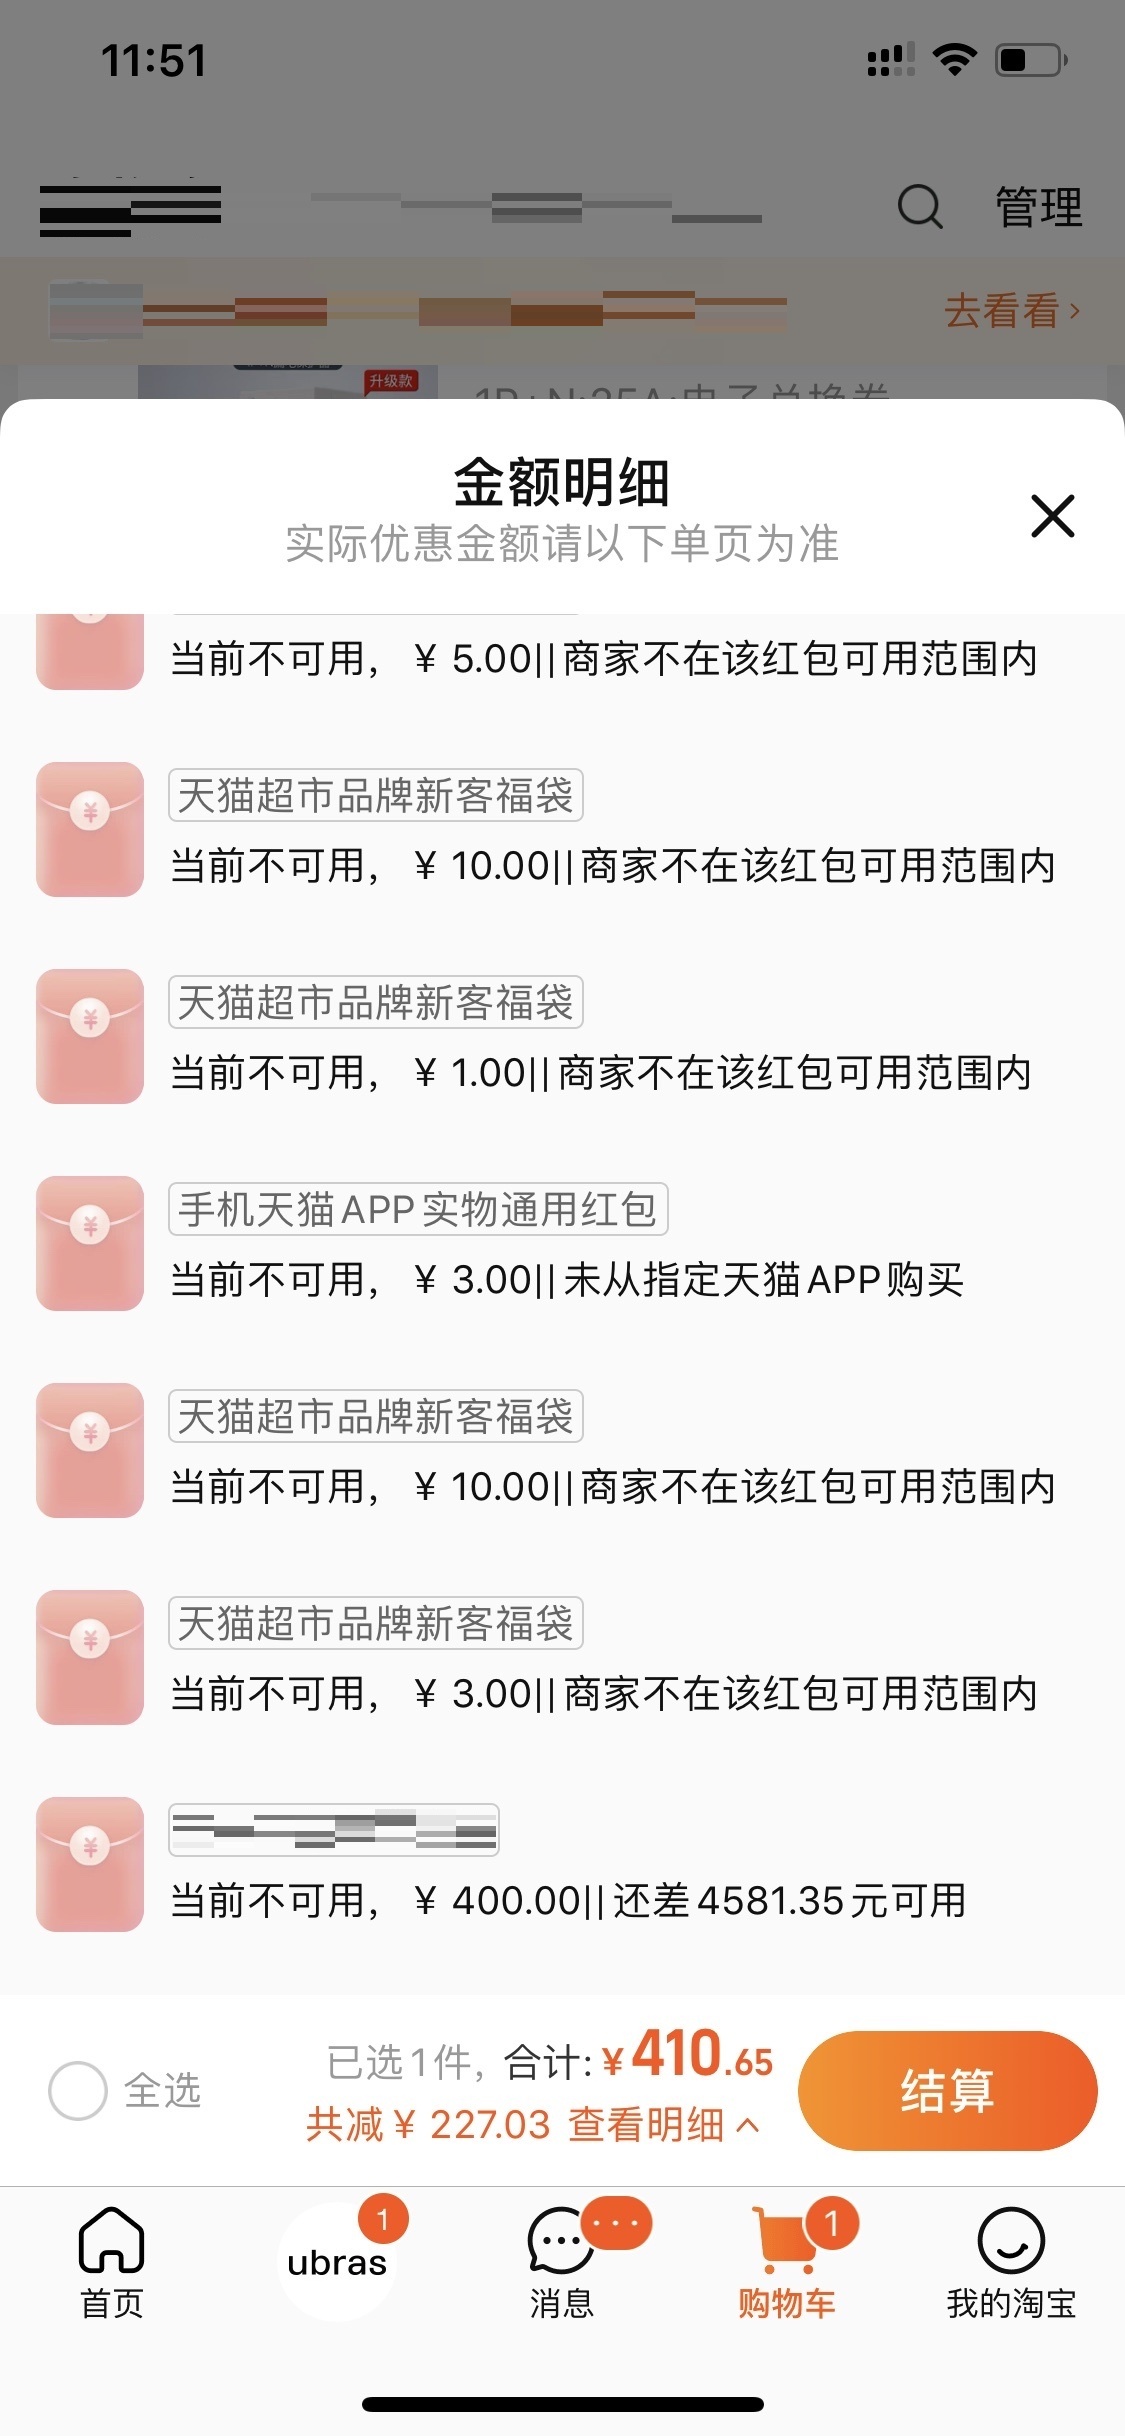 11:51
管理
去看看
升级款
1P+N:25A:电子兑换券
金额明细
实际优惠金额请以下单页为准
当前不可用，￥5.00||商家不在该红包可用范围内
天猫超市品牌新客福袋
当前不可用，￥10.00||商家不在该红包可用范围内
天猫超市品牌新客福袋
当前不可用，￥1.00||商家不在该红包可用范围内
手机天猫APP实物通用红包
当前不可用，￥3.00||未从指定天猫APP购买
天猫超市品牌新客福袋
当前不可用，￥10.00||商家不在该红包可用范围内
天猫超市品牌新客福袋
当前不可用，￥3.00||商家不在该红包可用范围内
当前不可用，￥400.00||还差4581.35元可用
已选1件，合计:￥410.65
全选
结算
共减￥227.03 查看明细
1
1
ubras
首页
消息
购物车
我的淘宝